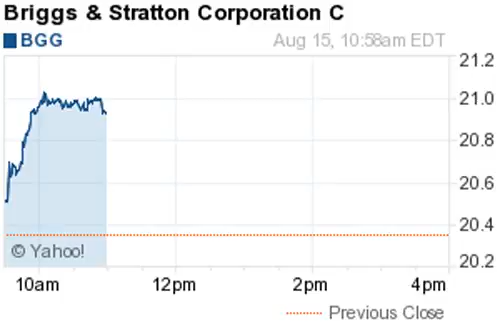 Briggs & Stratton Corporation C
BGG Aug 15, 10:58am EDT
21.2
21.0
20.8
20.6
20.4
20.2
© Yahoo!
10am 12pm 2pm 4pm
Previous Close